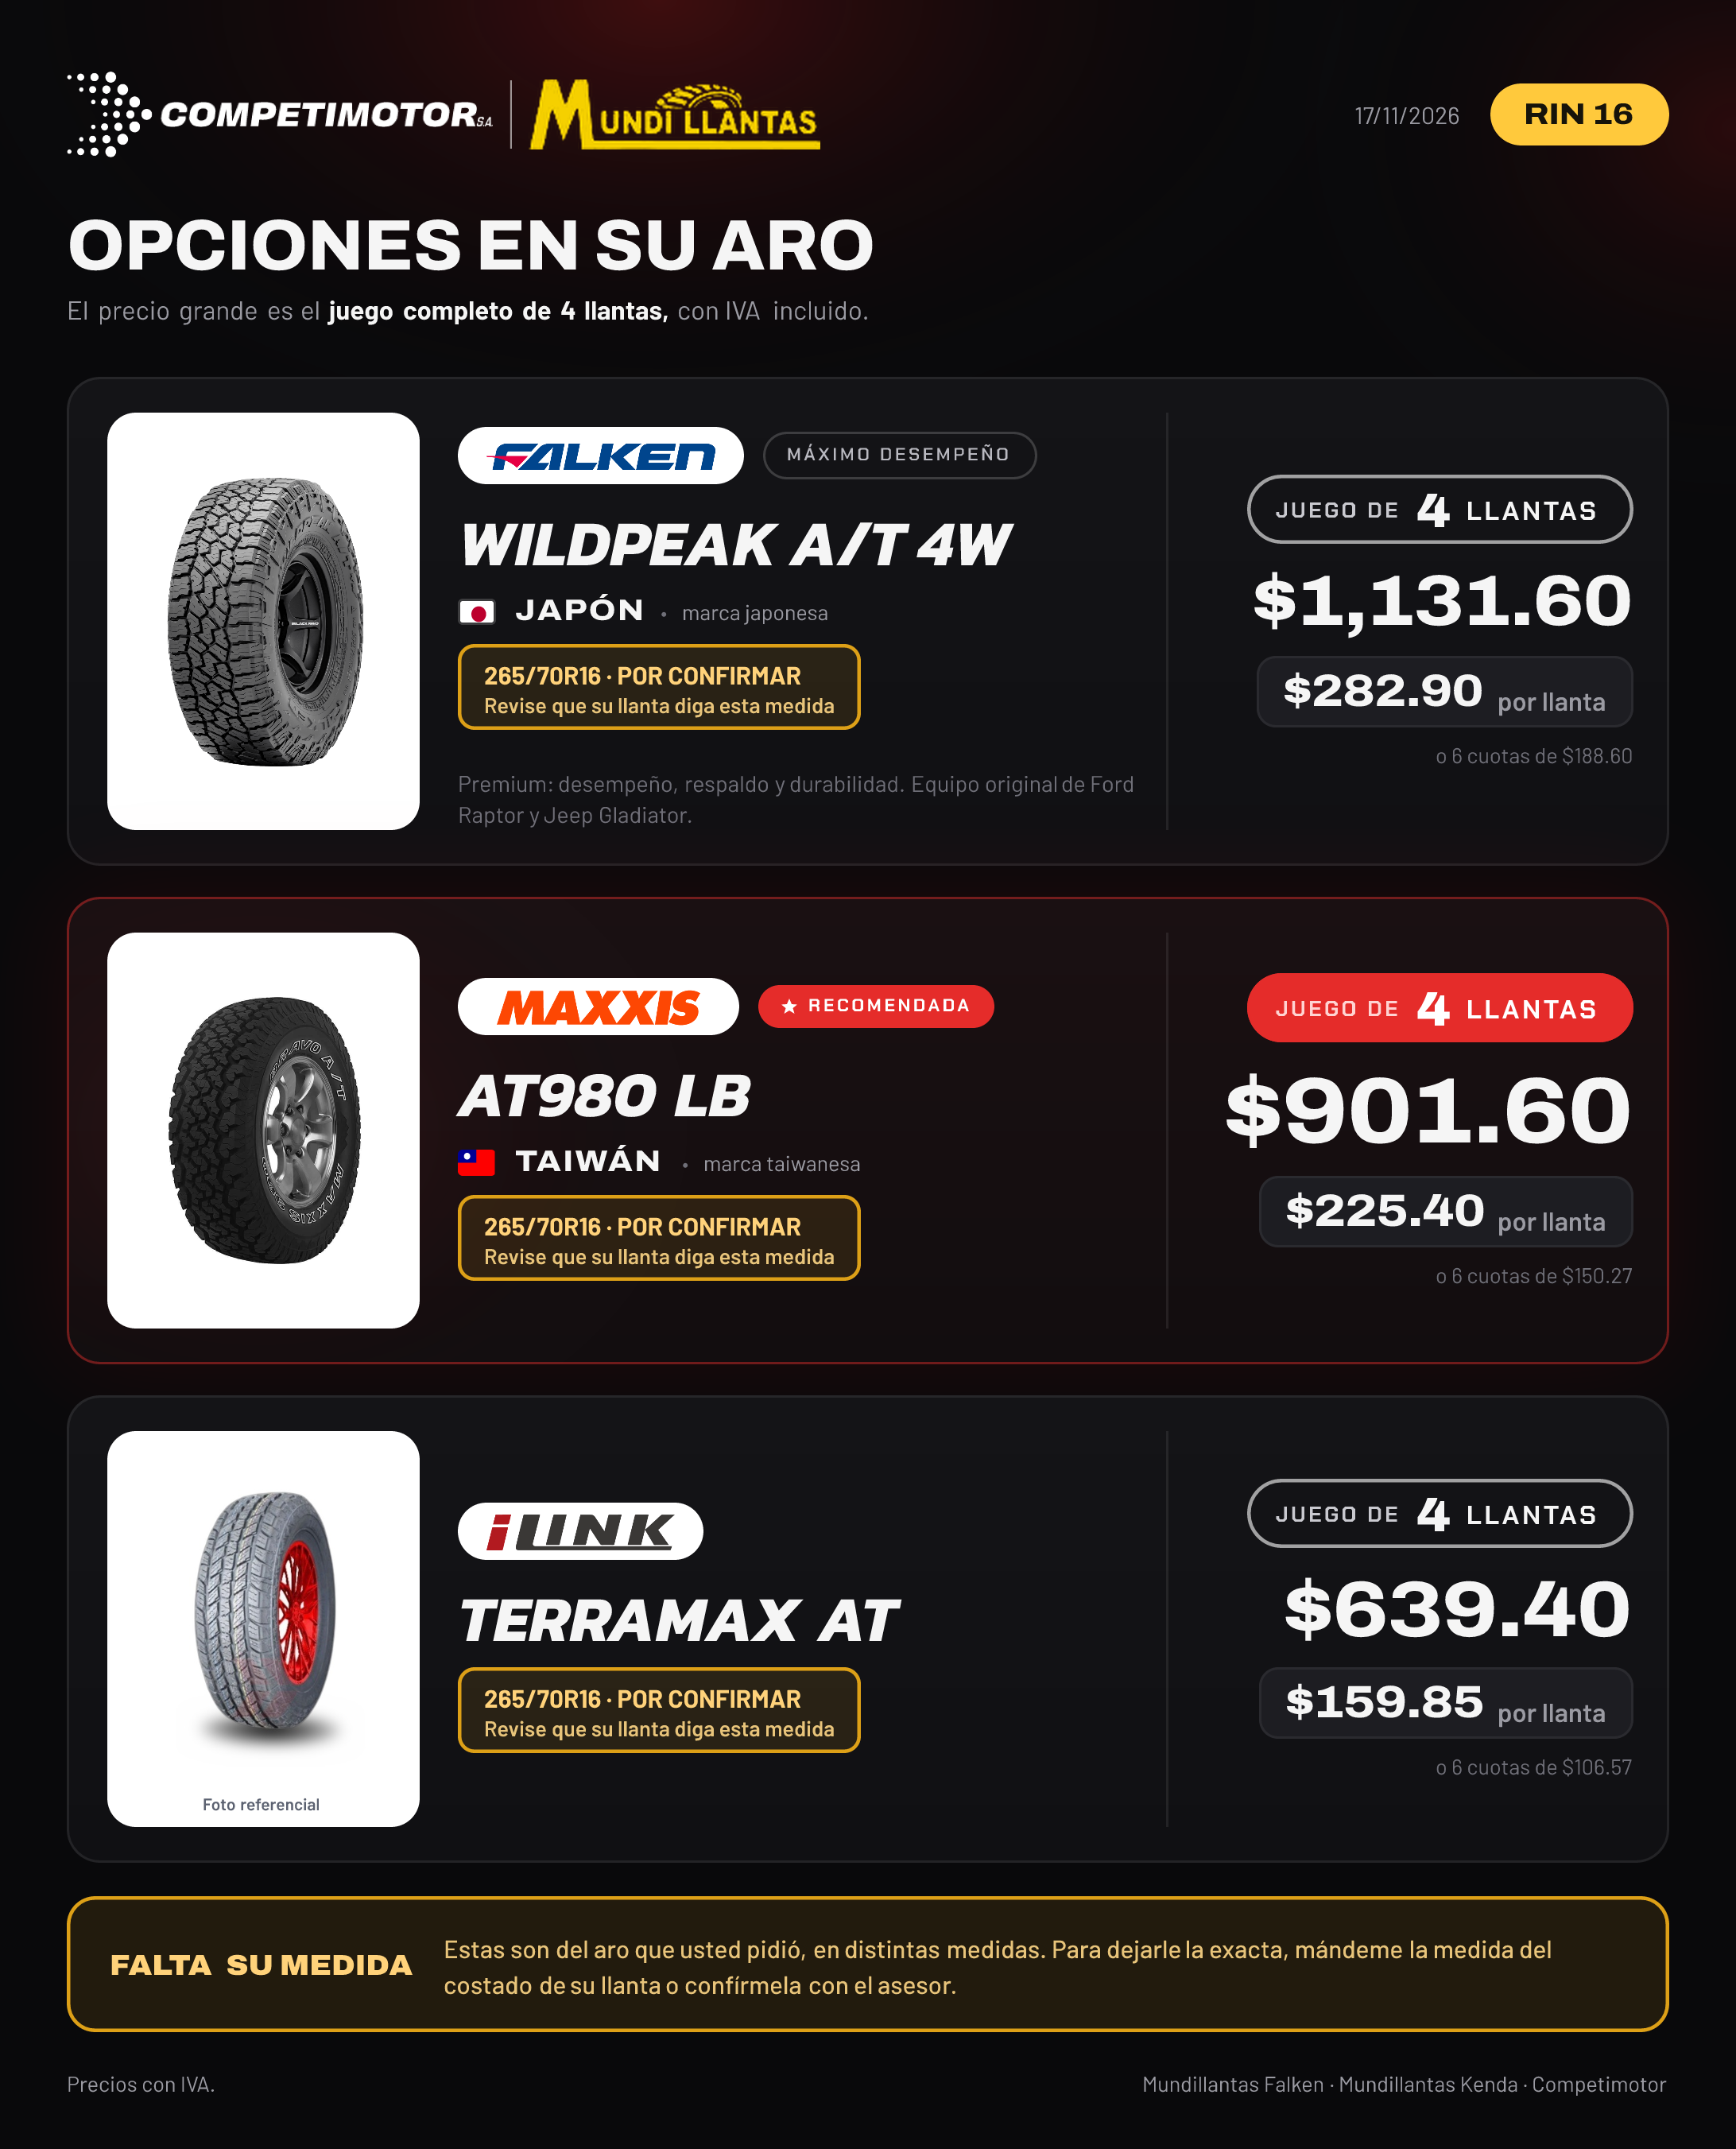 COMPETIMOTOR S.A.
MUNDI LLANTAS
17/11/2026
RIN 16
OPCIONES EN SU ARO
El precio grande es el juego completo de 4 llantas, con IVA incluido.
FALKEN
MÁXIMO DESEMPEÑO
WILDPEAK A/T 4W
JAPÓN • marca japonesa
265/70R16 · POR CONFIRMAR
Revise que su llanta diga esta medida
Premium: desempeño, respaldo y durabilidad. Equipo original de Ford
Raptor y Jeep Gladiator.
JUEGO DE 4 LLANTAS
$1,131.60
$282.90 por llanta
o 6 cuotas de $188.60
BRAVO A/T
MAXXIS
MAXXIS
★ RECOMENDADA
AT980 LB
TAIWÁN • marca taiwanesa
265/70R16 · POR CONFIRMAR
Revise que su llanta diga esta medida
JUEGO DE 4 LLANTAS
$901.60
$225.40 por llanta
o 6 cuotas de $150.27
Foto referencial
iLINK
TERRAMAX AT
265/70R16 · POR CONFIRMAR
Revise que su llanta diga esta medida
JUEGO DE 4 LLANTAS
$639.40
$159.85 por llanta
o 6 cuotas de $106.57
FALTA SU MEDIDA
Estas son del aro que usted pidió, en distintas medidas. Para dejarle la exacta, mándeme la medida del
costado de su llanta o confírmela con el asesor.
Precios con IVA.
Mundillantas Falken · Mundillantas Kenda · Competimotor